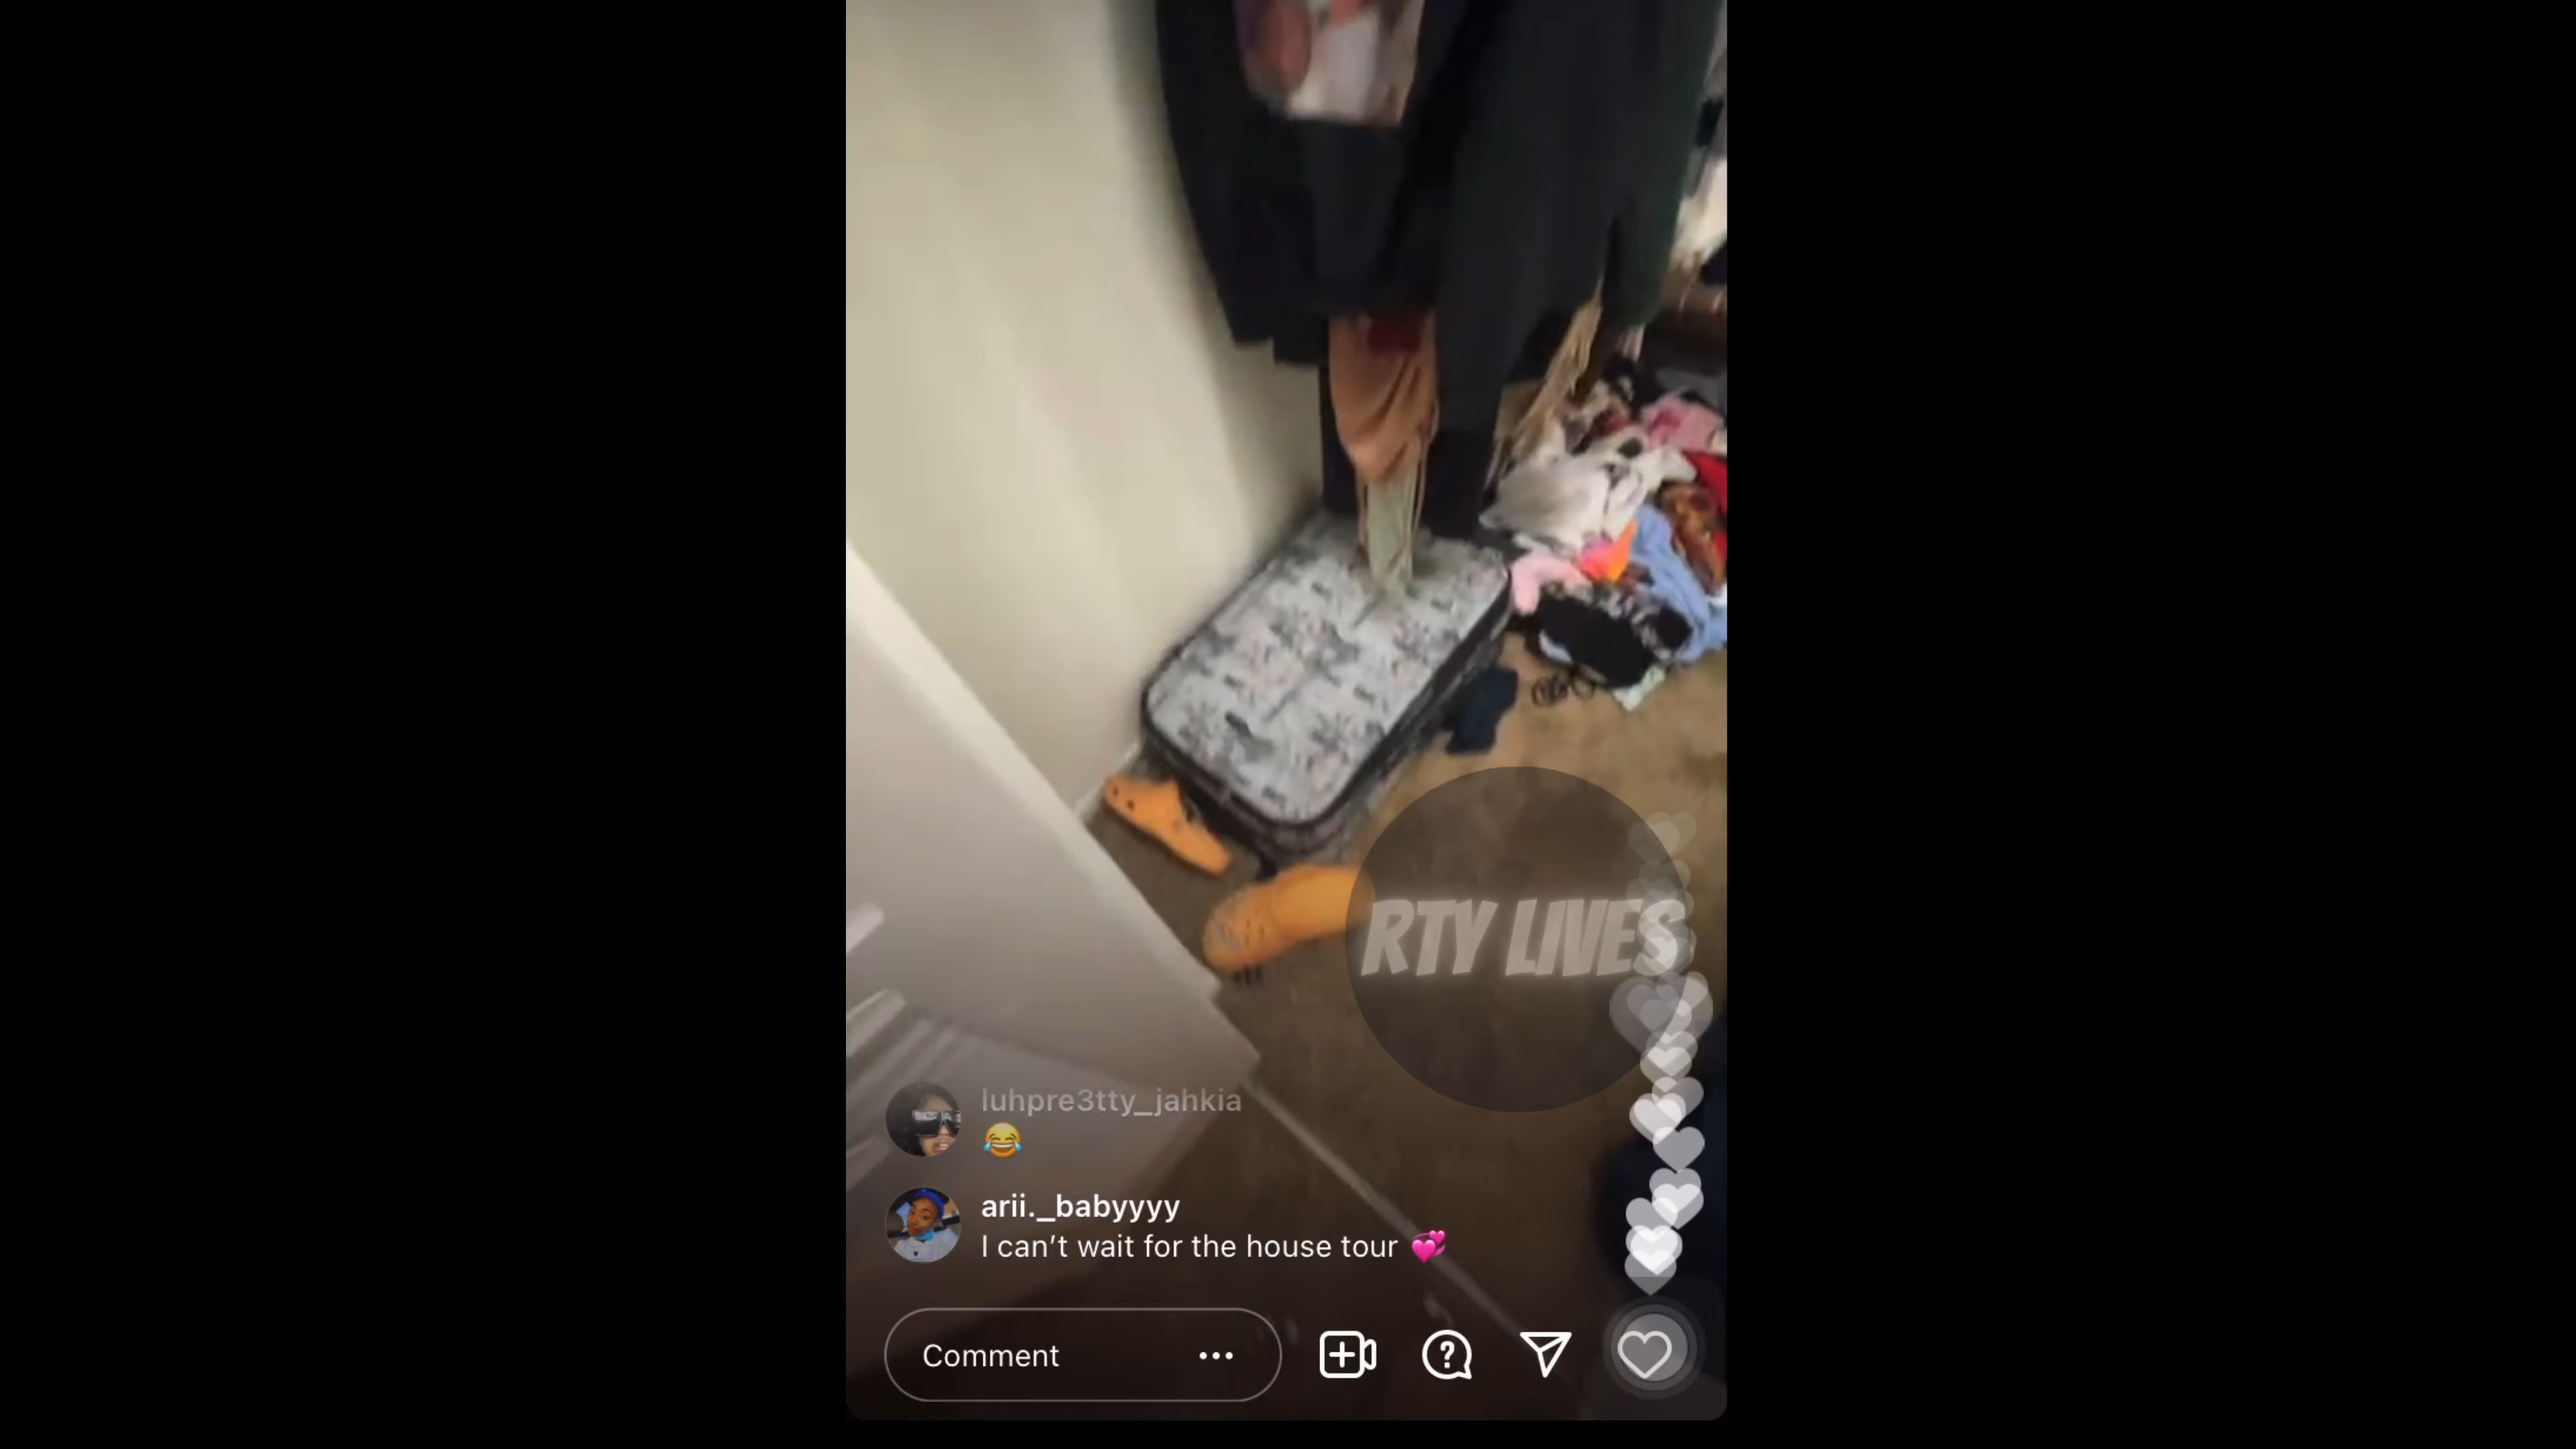 RTY LIVES
luhpre3tty_jahkia
😂
arii._babyyyy
I can’t wait for the house tour 💞
Comment